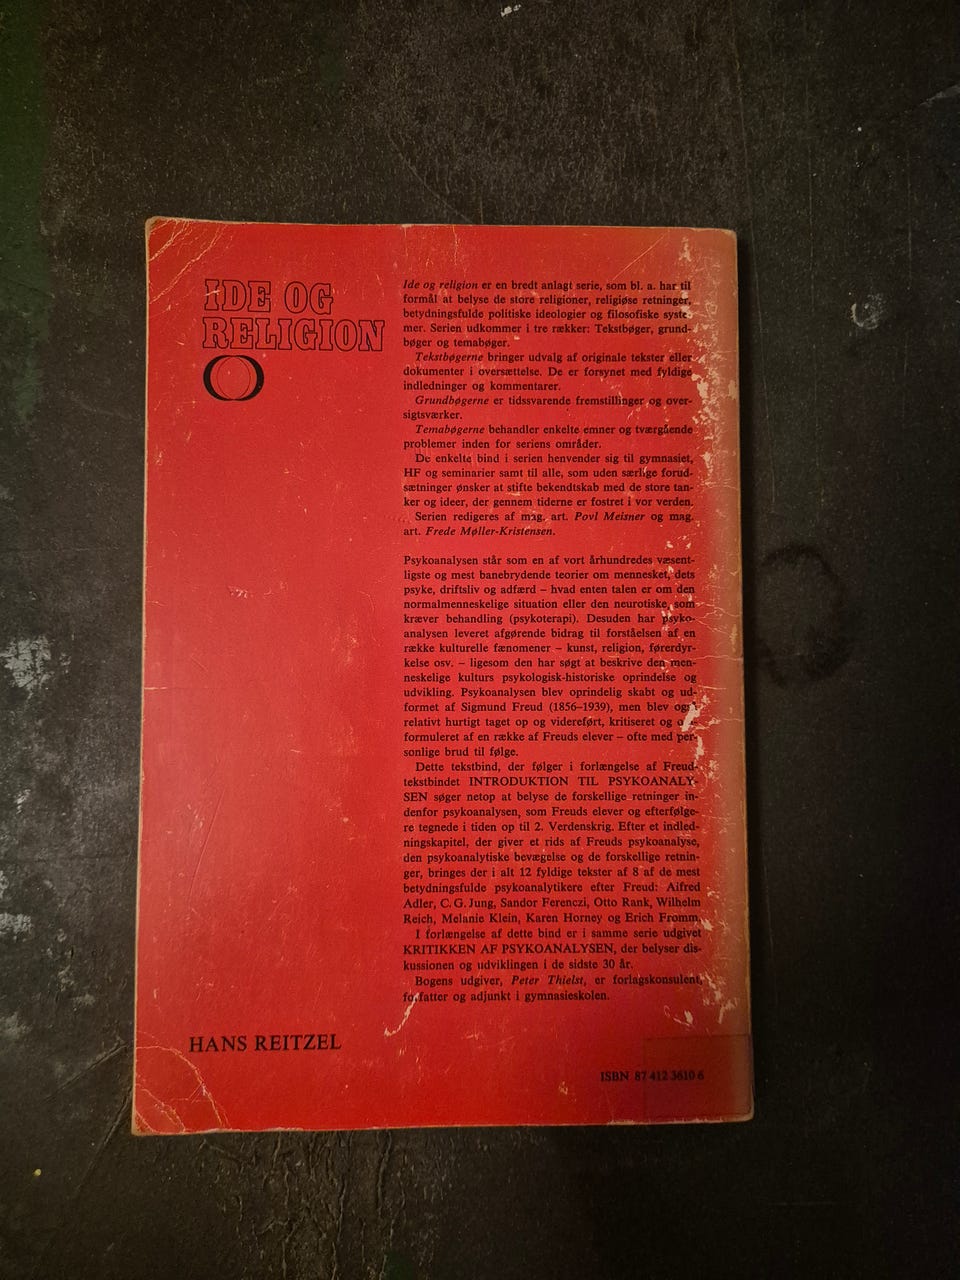 IDE OG
RELIGION
Ide og religion er en bredt anlagt serie, som bl. a. har til
formål at belyse de store religioner, religiøse retninger,
betydningsfulde politiske ideologier og filosofiske syste-
mer. Serien udkommer i tre rækker: Tekstbøger, grund-
bøger og temabøger.
Tekstbøgerne bringer udvalg af originale tekster eller
dokumenter i oversættelse. De er forsynet med fyldige
indledninger og kommentarer.
Grundbøgerne er tidssvarende fremstillinger og over-
sigtsværker.
Temabøgerne behandler enkelte emner og tværgående
problemer inden for seriens områder.
De enkelte bind i serien henvender sig til gymnasiet,
HF og seminarier samt til alle, som uden særlige forud-
sætninger ønsker at stifte bekendtskab med de store tan-
ker og ideer, der gennem tiderne er fostret i vor verden.
Serien redigeres af mag. art. Povl Meisner og mag.
art. Frede Møller-Kristensen.
Psykoanalysen står som en af vort århundredes væsent-
ligste og mest banebrydende teorier om mennesket, dets
psyke, driftsliv og adfærd – hvad enten talen er om den
normalmenneskelige situation eller den neurotiske, som
kræver behandling (psykoterapi). Desuden har psyko-
analysen leveret afgørende bidrag til forståelsen af en
række kulturelle fænomener – kunst, religion, førerdyr-
kelse osv. – ligesom den har søgt at beskrive den men-
neskelige kulturs psykologisk-historiske oprindelse og
udvikling. Psykoanalysen blev oprindelig skabt og ud-
formet af Sigmund Freud (1856–1939), men blev også
relativt hurtigt taget op og videreført, kritiseret og om-
formuleret af en række af Freuds elever – ofte med per-
sonlige brud til følge.
Dette tekstbind, der følger i forlængelse af Freud-
tekstbindet INTRODUKTION TIL PSYKOANALY-
SEN søger netop at belyse de forskellige retninger in-
denfor psykoanalysen, som Freuds elever og efterfølge-
re tegnede i tiden op til 2. Verdenskrig. Efter et indled-
ningskapitel, der giver et rids af Freuds psykoanalyse,
den psykoanalytiske bevægelse og de forskellige retnin-
ger, bringes der i alt 12 fyldige tekster af 8 af de mest
betydningsfulde psykoanalytikere efter Freud: Alfred
Adler, C. G. Jung, Sandor Ferenczi, Otto Rank, Wilhelm
Reich, Melanie Klein, Karen Horney og Erich Fromm.
I forlængelse af dette bind er i samme serie udgivet
KRITIKKEN AF PSYKOANALYSEN, der belyser dis-
kussionen og udviklingen i de sidste 30 år.
Bogens udgiver, Peter Thielst, er forlagskonsulent,
forfatter og adjunkt i gymnasieskolen.
HANS REITZEL
ISBN 87 412 3610 6